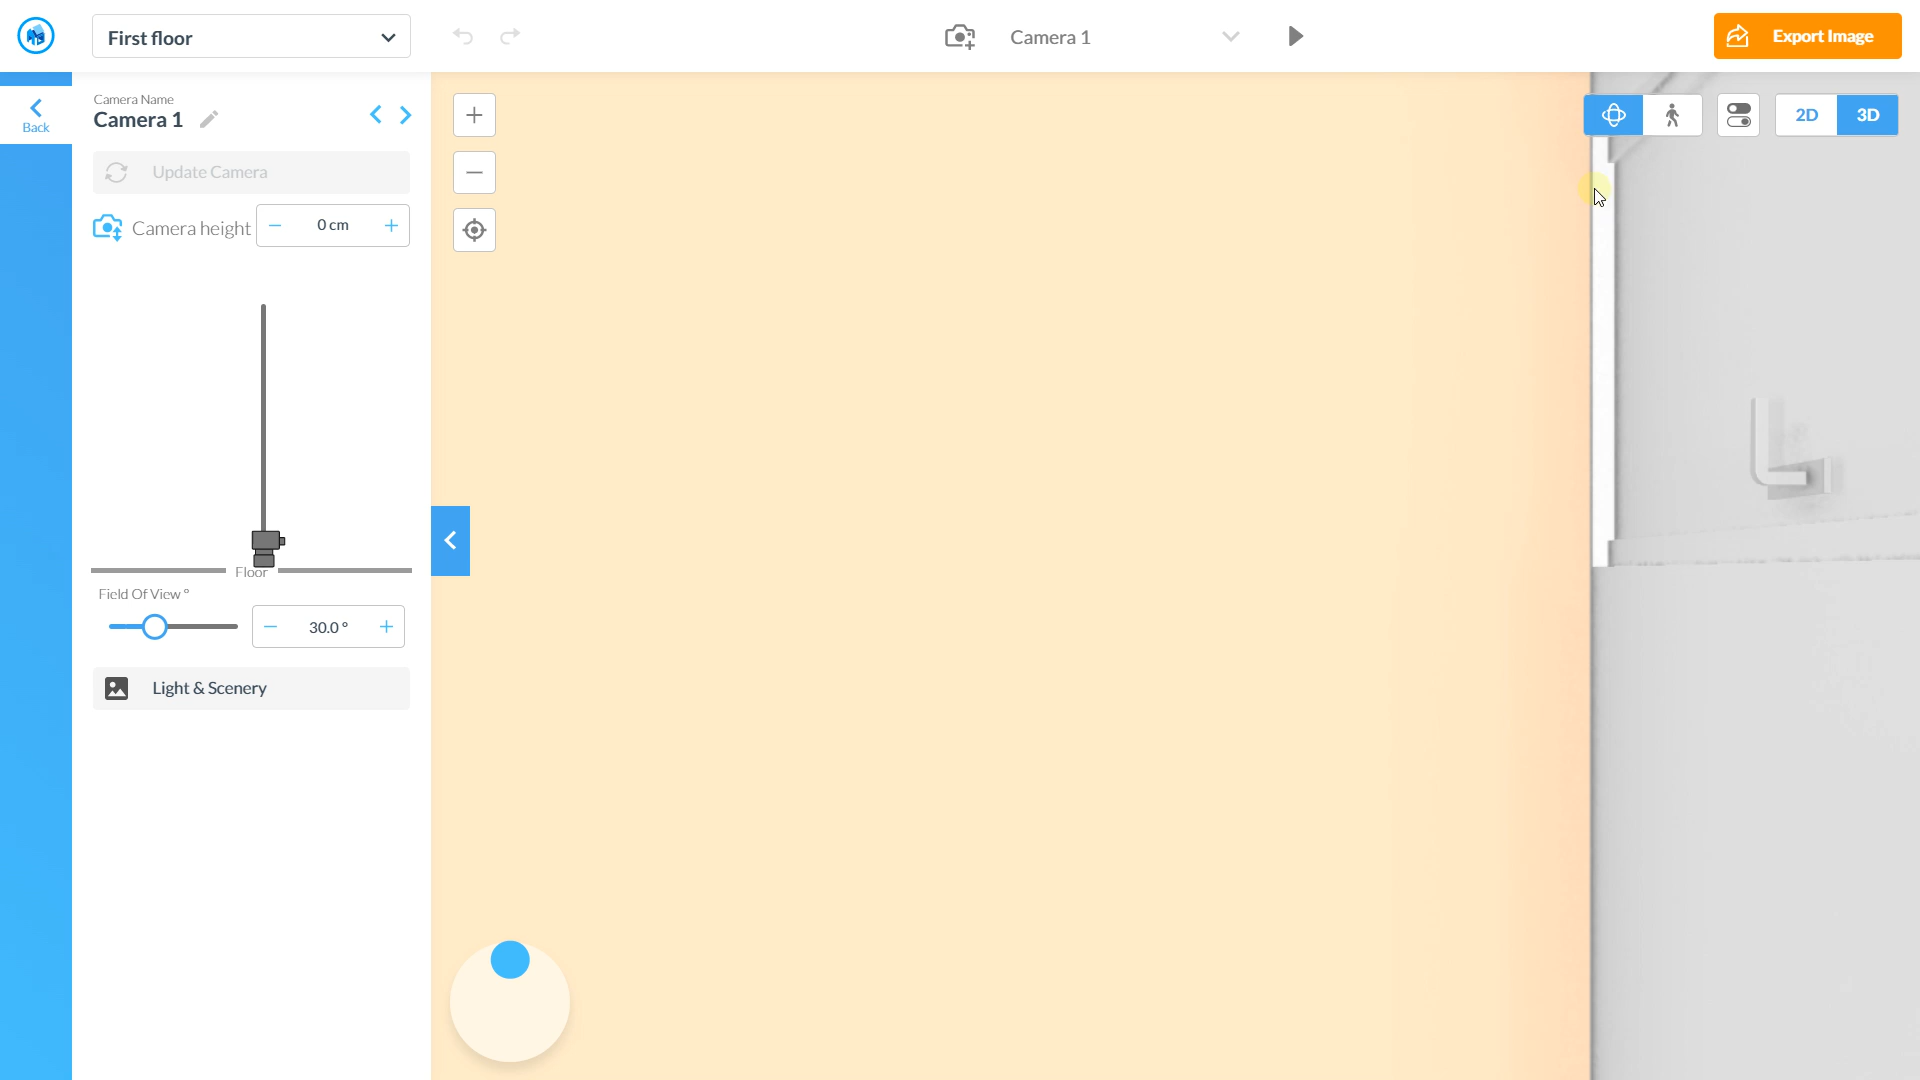 First floor
Camera 1
Export Image
Back
Camera Name
Camera 1
Update Camera
Camera height
0 cm
Floor
Field Of View °
30.0 °
Light & Scenery
2D
3D